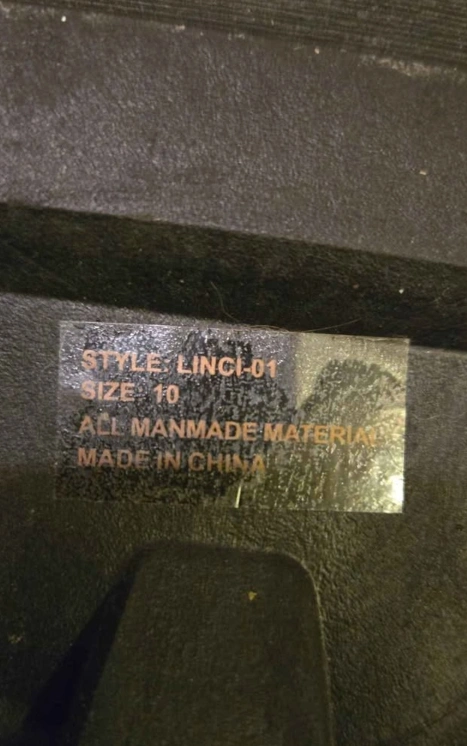 STYLE: LINCI-01
SIZE: 10
ALL MANMADE MATERIAL
MADE IN CHINA